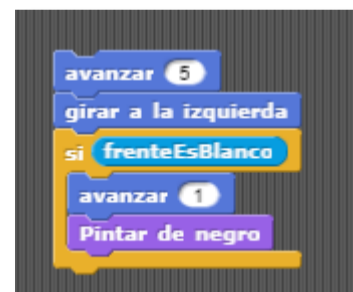 avanzar 5
girar a la izquierda
si frenteEsBlanco
avanzar 1
Pintar de negro